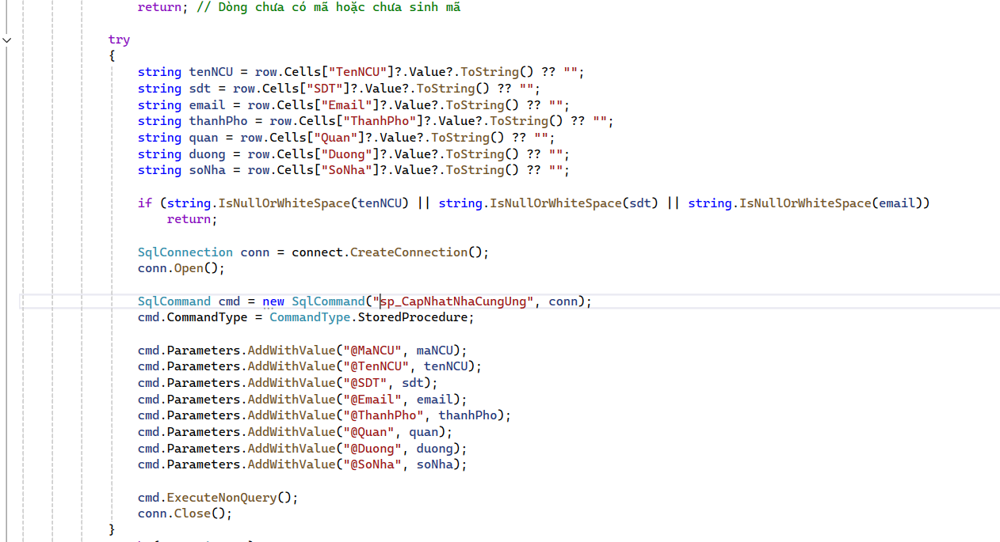 return; // Dòng chưa có mã hoặc chưa sinh mã
try
{
string tenNCU = row.Cells["TenNCU"]?.Value?.ToString() ?? "";
string sdt = row.Cells["SDT"]?.Value?.ToString() ?? "";
string email = row.Cells["Email"]?.Value?.ToString() ?? "";
string thanhPho = row.Cells["ThanhPho"]?.Value?.ToString() ?? "";
string quan = row.Cells["Quan"]?.Value?.ToString() ?? "";
string duong = row.Cells["Duong"]?.Value?.ToString() ?? "";
string soNha = row.Cells["SoNha"]?.Value?.ToString() ?? "";
if (string.IsNullOrWhiteSpace(tenNCU) || string.IsNullOrWhiteSpace(sdt) || string.IsNullOrWhiteSpace(email))
return;
SqlConnection conn = connect.CreateConnection();
conn.Open();
SqlCommand cmd = new SqlCommand("sp_CapNhatNhaCungUng", conn);
cmd.CommandType = CommandType.StoredProcedure;
cmd.Parameters.AddWithValue("@MaNCU", maNCU);
cmd.Parameters.AddWithValue("@TenNCU", tenNCU);
cmd.Parameters.AddWithValue("@SDT", sdt);
cmd.Parameters.AddWithValue("@Email", email);
cmd.Parameters.AddWithValue("@ThanhPho", thanhPho);
cmd.Parameters.AddWithValue("@Quan", quan);
cmd.Parameters.AddWithValue("@Duong", duong);
cmd.Parameters.AddWithValue("@SoNha", soNha);
cmd.ExecuteNonQuery();
conn.Close();
}